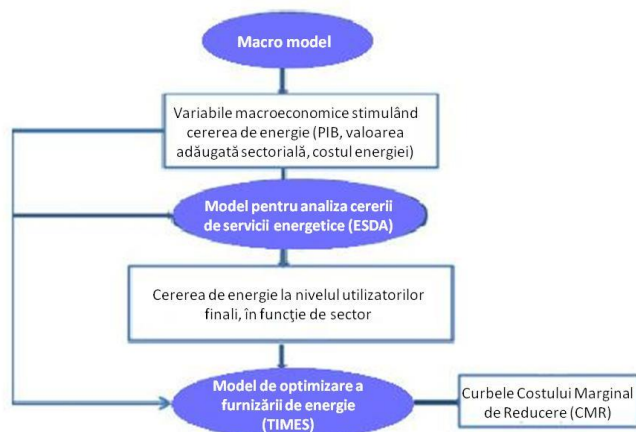 Macro model
Variabile macroeconomice stimulând
cererea de energie (PIB, valoarea
adăugată sectorială, costul energiei)
Model pentru analiza cererii
de servicii energetice (ESDA)
Cererea de energie la nivelul utilizatorilor
finali, în funcţie de sector
Model de optimizare a
furnizării de energie
(TIMES)
Curbele Costului Marginal
de Reducere (CMR)